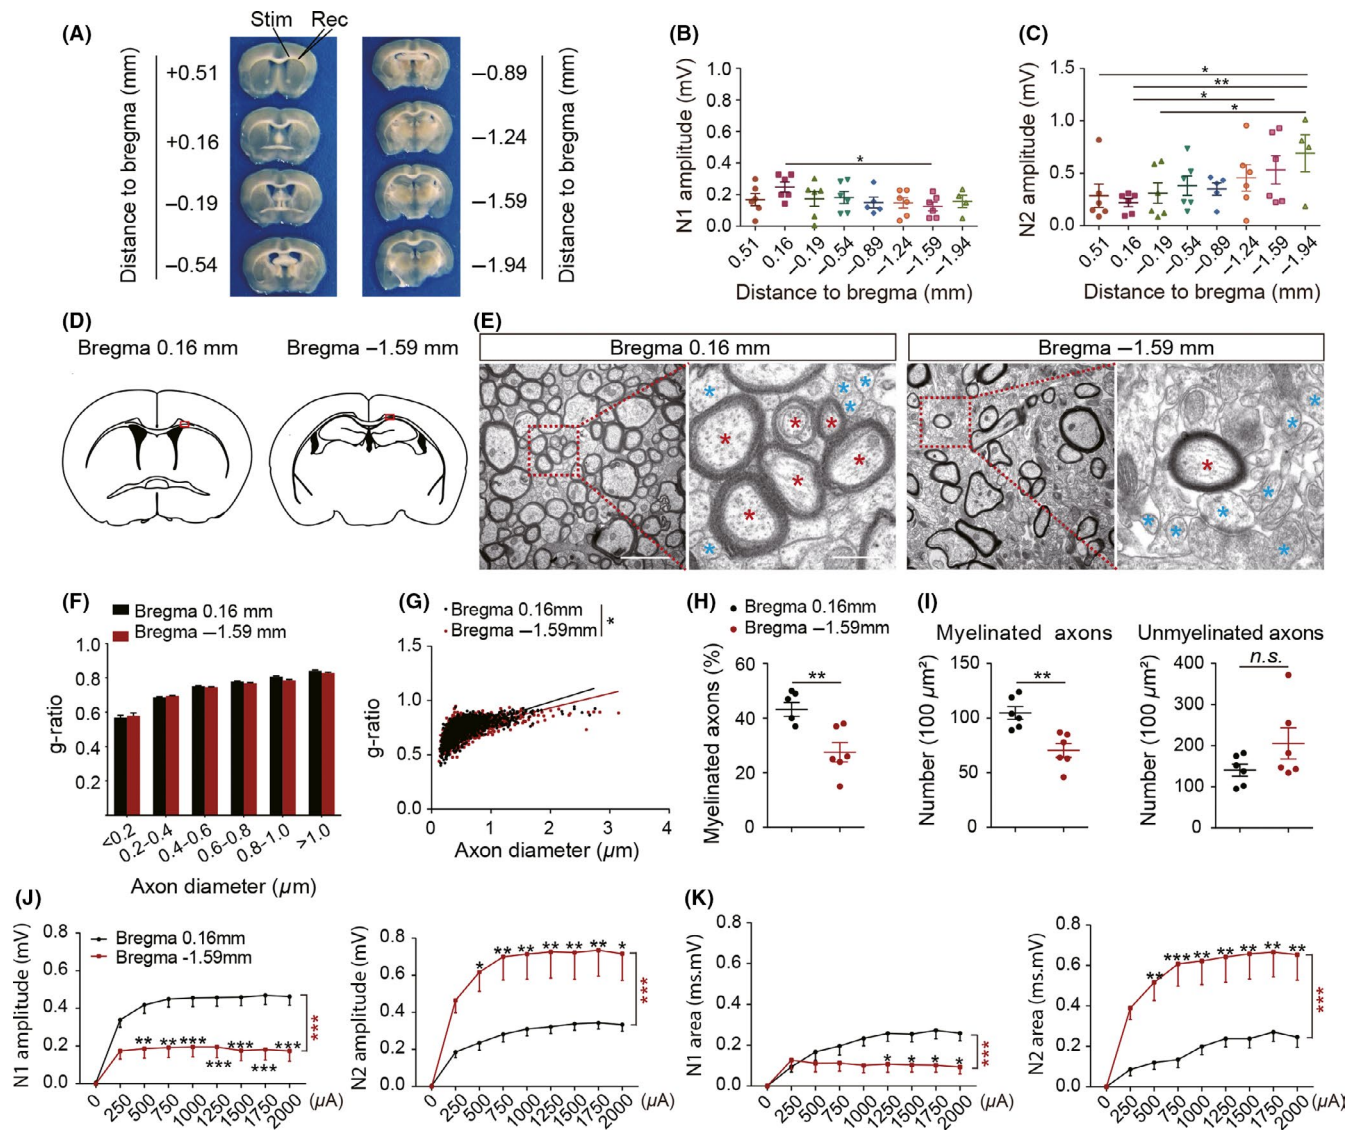 (A)
Stim Rec
Distance to bregma (mm)
+0.51
+0.16
−0.19
−0.54
−0.89
−1.24
−1.59
−1.94
Distance to bregma (mm)
(B)
N1 amplitude (mV)
1.0
0.8
0.6
0.4
0.2
0.0
*
0.51 0.16 −0.19 −0.54 −0.89 −1.24 −1.59 −1.94
Distance to bregma (mm)
(C)
N2 amplitude (mV)
1.5
1.0
0.5
0.0
*
**
*
*
0.51 0.16 −0.19 −0.54 −0.89 −1.24 −1.59 −1.94
Distance to bregma (mm)
(D)
Bregma 0.16 mm Bregma −1.59 mm
(E)
Bregma 0.16 mm Bregma −1.59 mm
(F)
Bregma 0.16 mm
Bregma −1.59 mm
g-ratio
1.0
0.8
0.6
0.4
0.2
<0.2 0.2–0.4 0.4–0.6 0.6–0.8 0.8–1.0 >1.0
Axon diameter (µm)
(G)
Bregma 0.16mm
Bregma −1.59mm
*
g-ratio
1.5
1.0
0.5
0.0
0 1 2 3 4
Axon diameter (µm)
(H)
Bregma 0.16mm
Bregma −1.59mm
Myelinated axons (%)
60
40
20
0
**
(I)
Myelinated axons
Number (100 µm²)
150
100
50
0
**
Unmyelinated axons
Number (100 µm²)
400
300
200
100
0
n.s.
(J)
N1 amplitude (mV)
0.6
0.4
0.2
0.0
Bregma 0.16mm
Bregma -1.59mm
** ** *** *** *** *** ***
***
0 250 500 750 1000 1250 1500 1750 2000 (µA)
N2 amplitude (mV)
0.8
0.6
0.4
0.2
0.0
* ** ** ** ** ** *
***
0 250 500 750 1000 1250 1500 1750 2000 (µA)
(K)
N1 area (ms.mV)
0.8
0.6
0.4
0.2
0.0
* * * *
***
0 250 500 750 1000 1250 1500 1750 2000 (µA)
N2 area (ms.mV)
0.8
0.6
0.4
0.2
0.0
** *** ** ** ** ** **
***
0 250 500 750 1000 1250 1500 1750 2000 (µA)